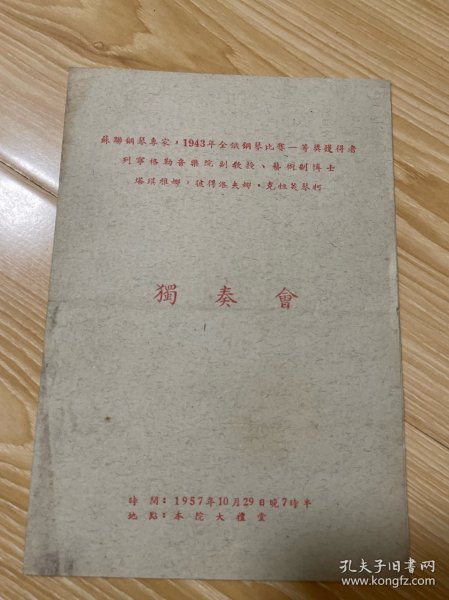 蘇聯鋼琴專家，1943年全俄鋼琴比賽一等獎獲得者
列寧格勒音樂院副教授、藝術副博士
塔琪雅娜，彼得洛夫娜·克拉芙琴柯
獨奏會
時間：1957年10月29日晚7時半
地點：本院大禮堂
孔夫子旧书网
www.kongfz.com